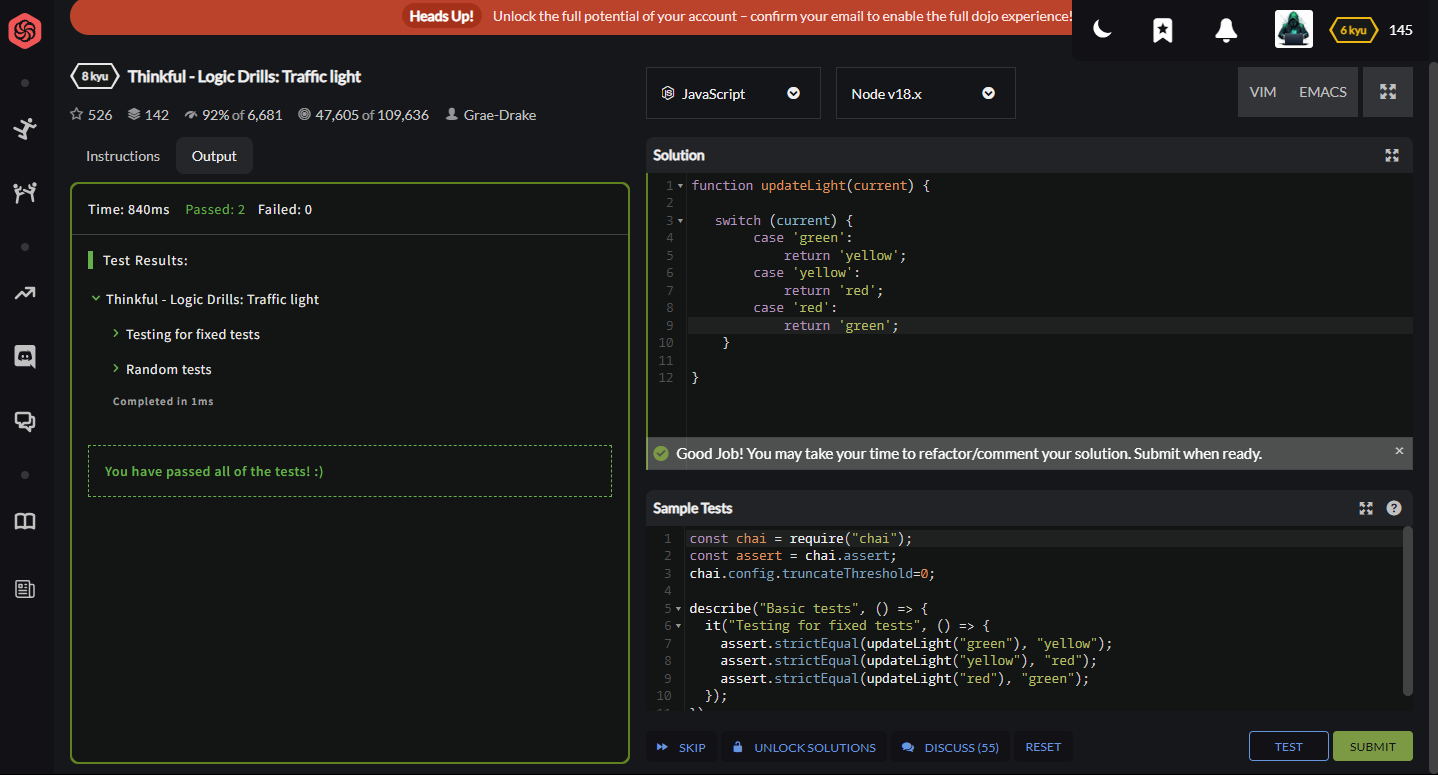 Heads Up! Unlock the full potential of your account – confirm your email to enable the full dojo experience!
6 kyu 145
8 kyu Thinkful - Logic Drills: Traffic light
526 142 92% of 6,681 47,605 of 109,636 Grae-Drake
JavaScript
Node v18.x
VIM EMACS
Instructions Output
Time: 840ms Passed: 2 Failed: 0
Test Results:
Thinkful - Logic Drills: Traffic light
Testing for fixed tests
Random tests
Completed in 1ms
You have passed all of the tests! :)
Solution
1 function updateLight(current) {
2
3 switch (current) {
4 case 'green':
5 return 'yellow';
6 case 'yellow':
7 return 'red';
8 case 'red':
9 return 'green';
10 }
11
12 }
Good Job! You may take your time to refactor/comment your solution. Submit when ready.
Sample Tests
1 const chai = require("chai");
2 const assert = chai.assert;
3 chai.config.truncateThreshold=0;
4
5 describe("Basic tests", () => {
6 it("Testing for fixed tests", () => {
7 assert.strictEqual(updateLight("green"), "yellow");
8 assert.strictEqual(updateLight("yellow"), "red");
9 assert.strictEqual(updateLight("red"), "green");
10 });
SKIP UNLOCK SOLUTIONS DISCUSS (55) RESET TEST SUBMIT